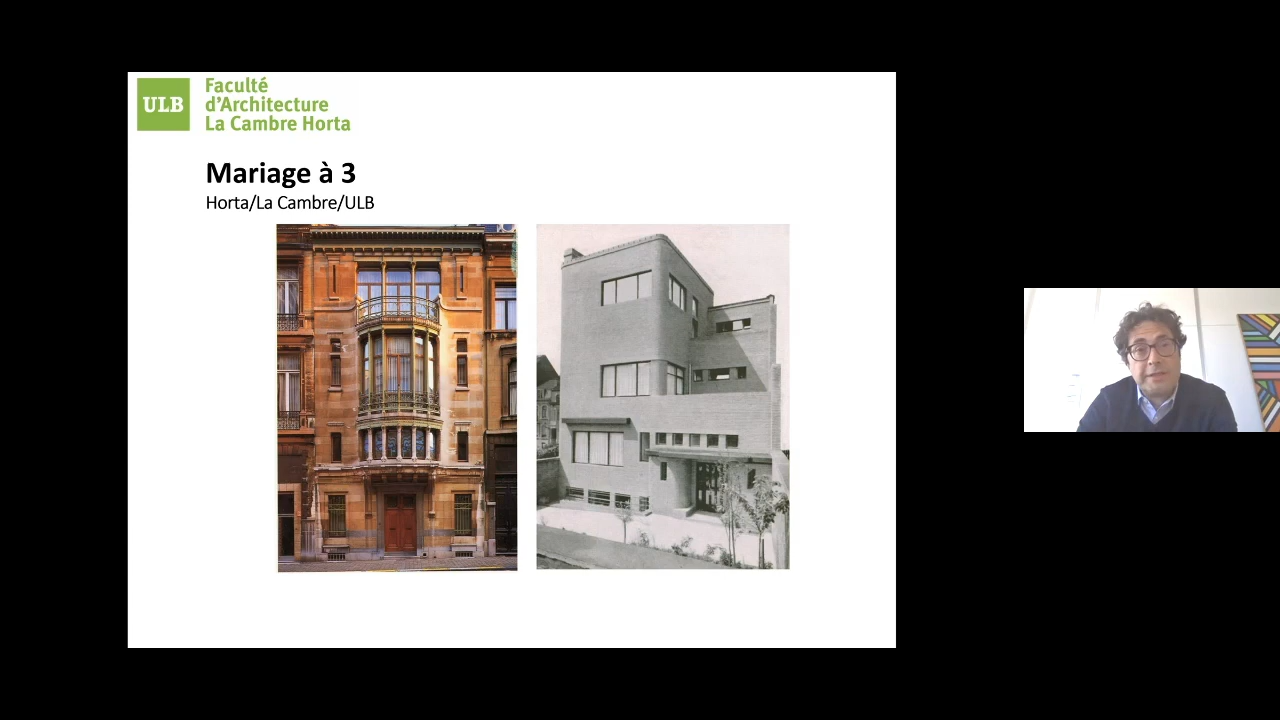 ULB
Faculté
d'Architecture
La Cambre Horta
Mariage à 3
Horta/La Cambre/ULB